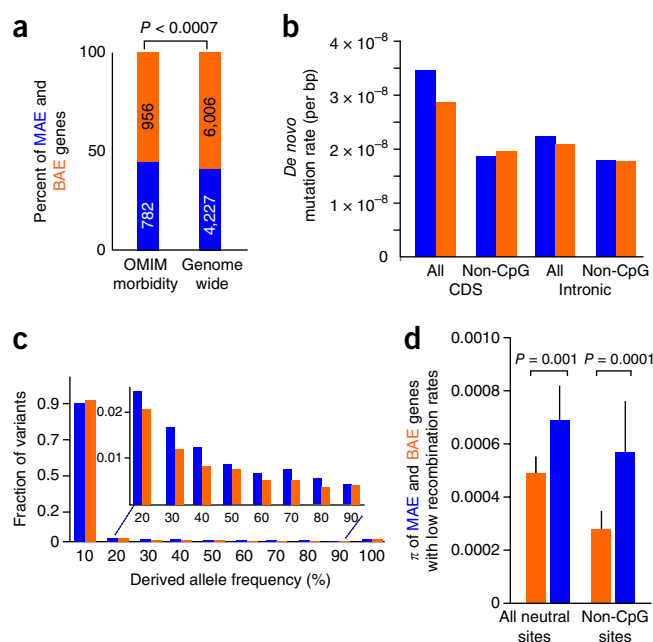 a
P < 0.0007
Percent of MAE and
BAE genes
100
50
0
956
6,006
782
4,227
OMIM
morbidity
Genome
wide
b
De novo
mutation rate (per bp)
4 × 10⁻⁸
3 × 10⁻⁸
2 × 10⁻⁸
1 × 10⁻⁸
All Non-CpG All Non-CpG
CDS Intronic
c
Fraction of variants
0.9
0.7
0.5
0.2
0
0.02
0.01
20 30 40 50 60 70 80 90
10 20 30 40 50 60 70 80 90 100
Derived allele frequency (%)
d
π of MAE and BAE genes
with low recombination rates
0.0010
0.0008
0.0006
0.0004
0.0002
0
P = 0.001 P = 0.0001
All neutral
sites
Non-CpG
sites